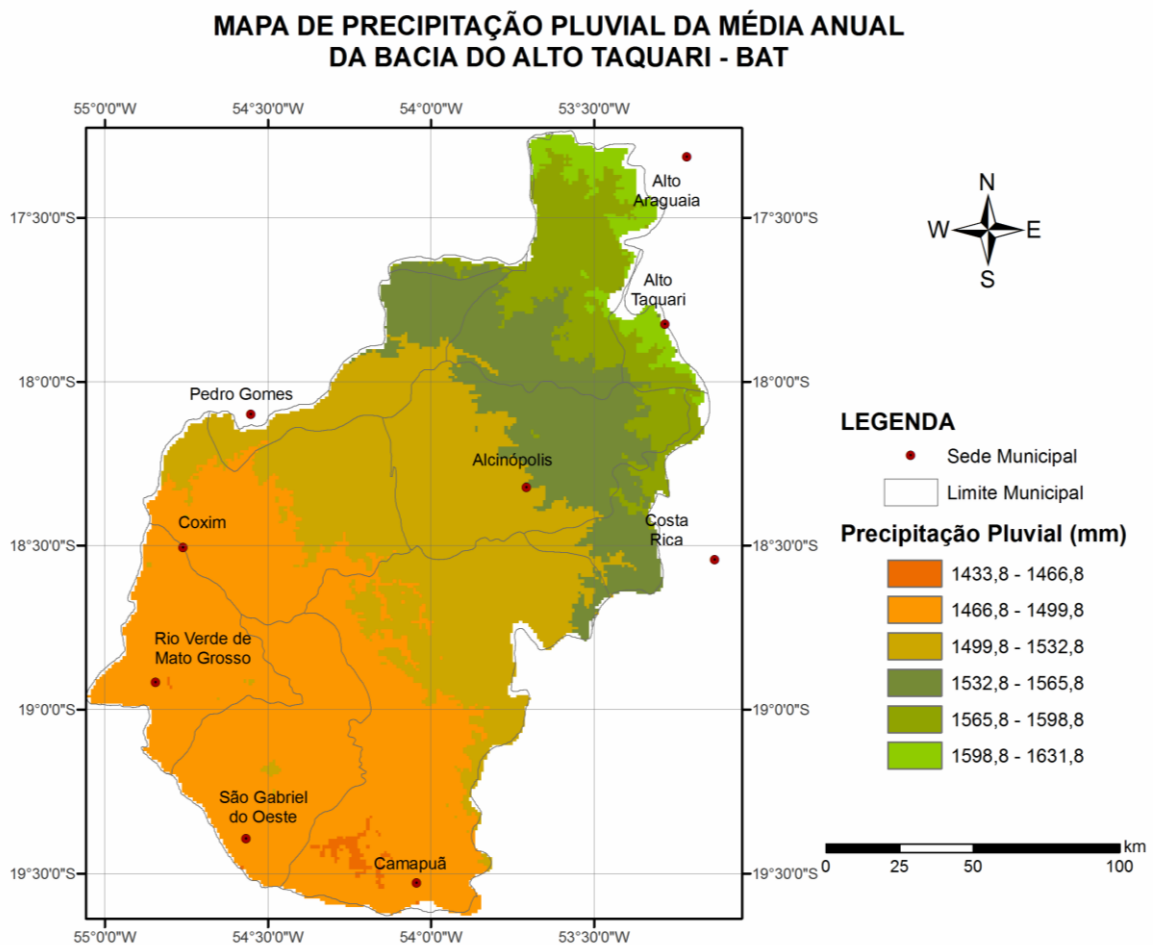 MAPA DE PRECIPITAÇÃO PLUVIAL DA MÉDIA ANUAL
DA BACIA DO ALTO TAQUARI - BAT
55°0'0"W 54°30'0"W 54°0'0"W 53°30'0"W
Alto
Araguaia
17°30'0"S 17°30'0"S
N
W E
S
Alto
Taquari
18°0'0"S 18°0'0"S
Pedro Gomes
Alcinópolis
Coxim
Costa
Rica
18°30'0"S 18°30'0"S
Rio Verde de
Mato Grosso
19°0'0"S 19°0'0"S
São Gabriel
do Oeste
Camapuã
19°30'0"S 19°30'0"S
55°0'0"W 54°30'0"W 54°0'0"W 53°30'0"W
LEGENDA
Sede Municipal
Limite Municipal
Precipitação Pluvial (mm)
1433,8 - 1466,8
1466,8 - 1499,8
1499,8 - 1532,8
1532,8 - 1565,8
1565,8 - 1598,8
1598,8 - 1631,8
km
0 25 50 100